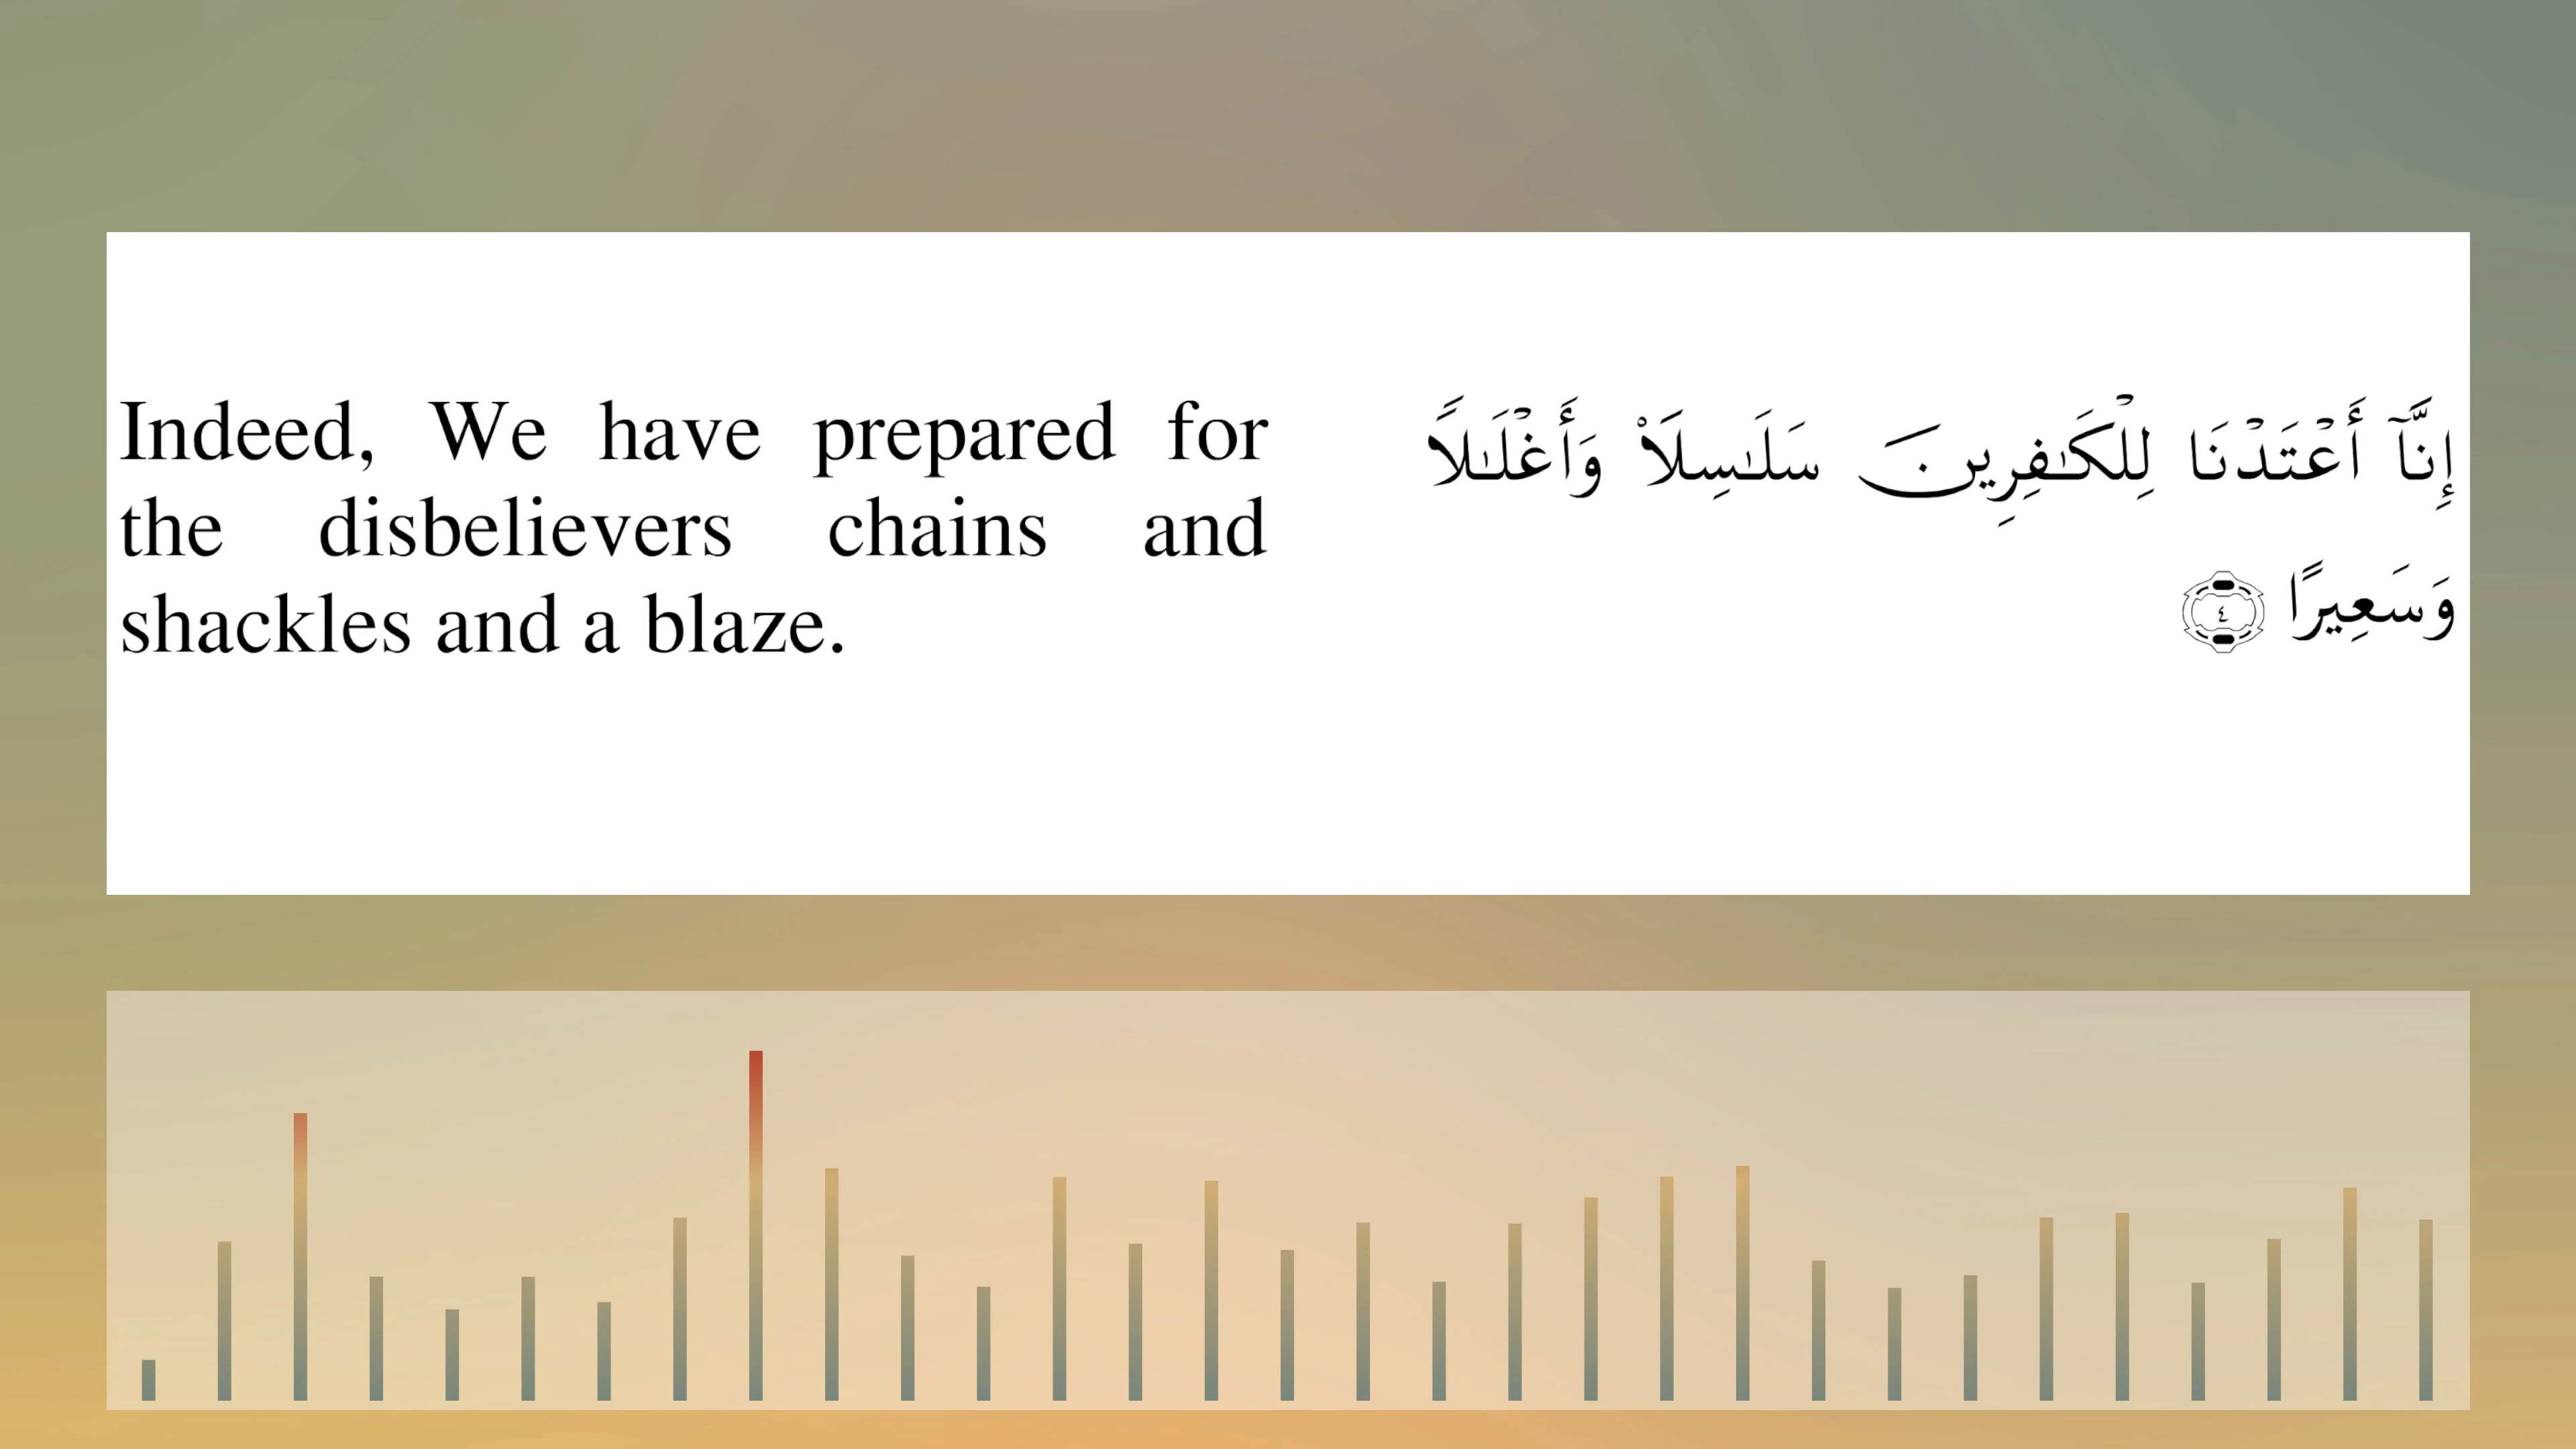 Indeed, We have prepared for
the disbelievers chains and
shackles and a blaze.
إِنَّآ أَعْتَدْنَا لِلْكَٰفِرِينَ سَلَٰسِلَا۟ وَأَغْلَٰلًا
وَسَعِيرًا ٤